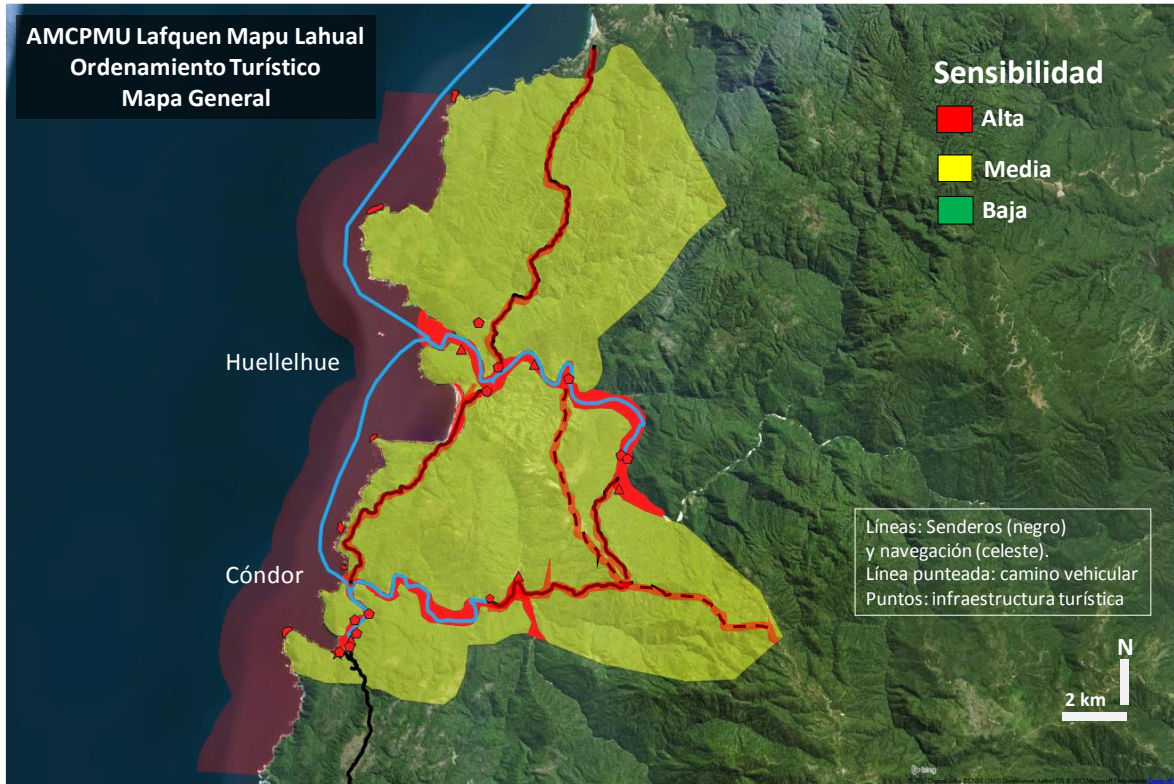 AMCPMU Lafquen Mapu Lahual
Ordenamiento Turístico
Mapa General
Sensibilidad
Alta
Media
Baja
Huellelhue
Cóndor
Líneas: Senderos (negro)
y navegación (celeste).
Línea punteada: camino vehicular
Puntos: infraestructura turística
N
2 km